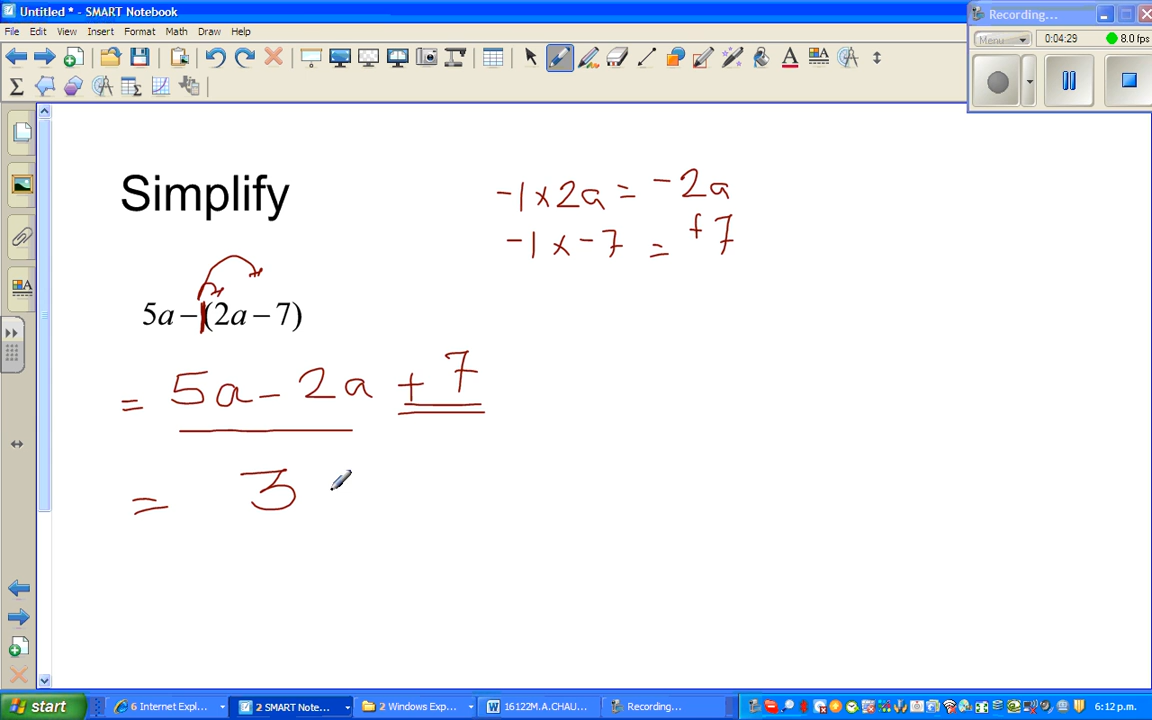 Untitled * - SMART Notebook
Recording...
File Edit View Insert Format Math Draw Help
Menu
0:04:29
8.0 fps
Simplify
-1×2a = -2a
-1 × -7 = +7
5a-1(2a-7)
= 5a - 2a + 7
= 3
start
6 Internet Expl...
2 SMART Note...
2 Windows Exp...
16122M.A.CHAU...
Recording...
6:12 p.m.